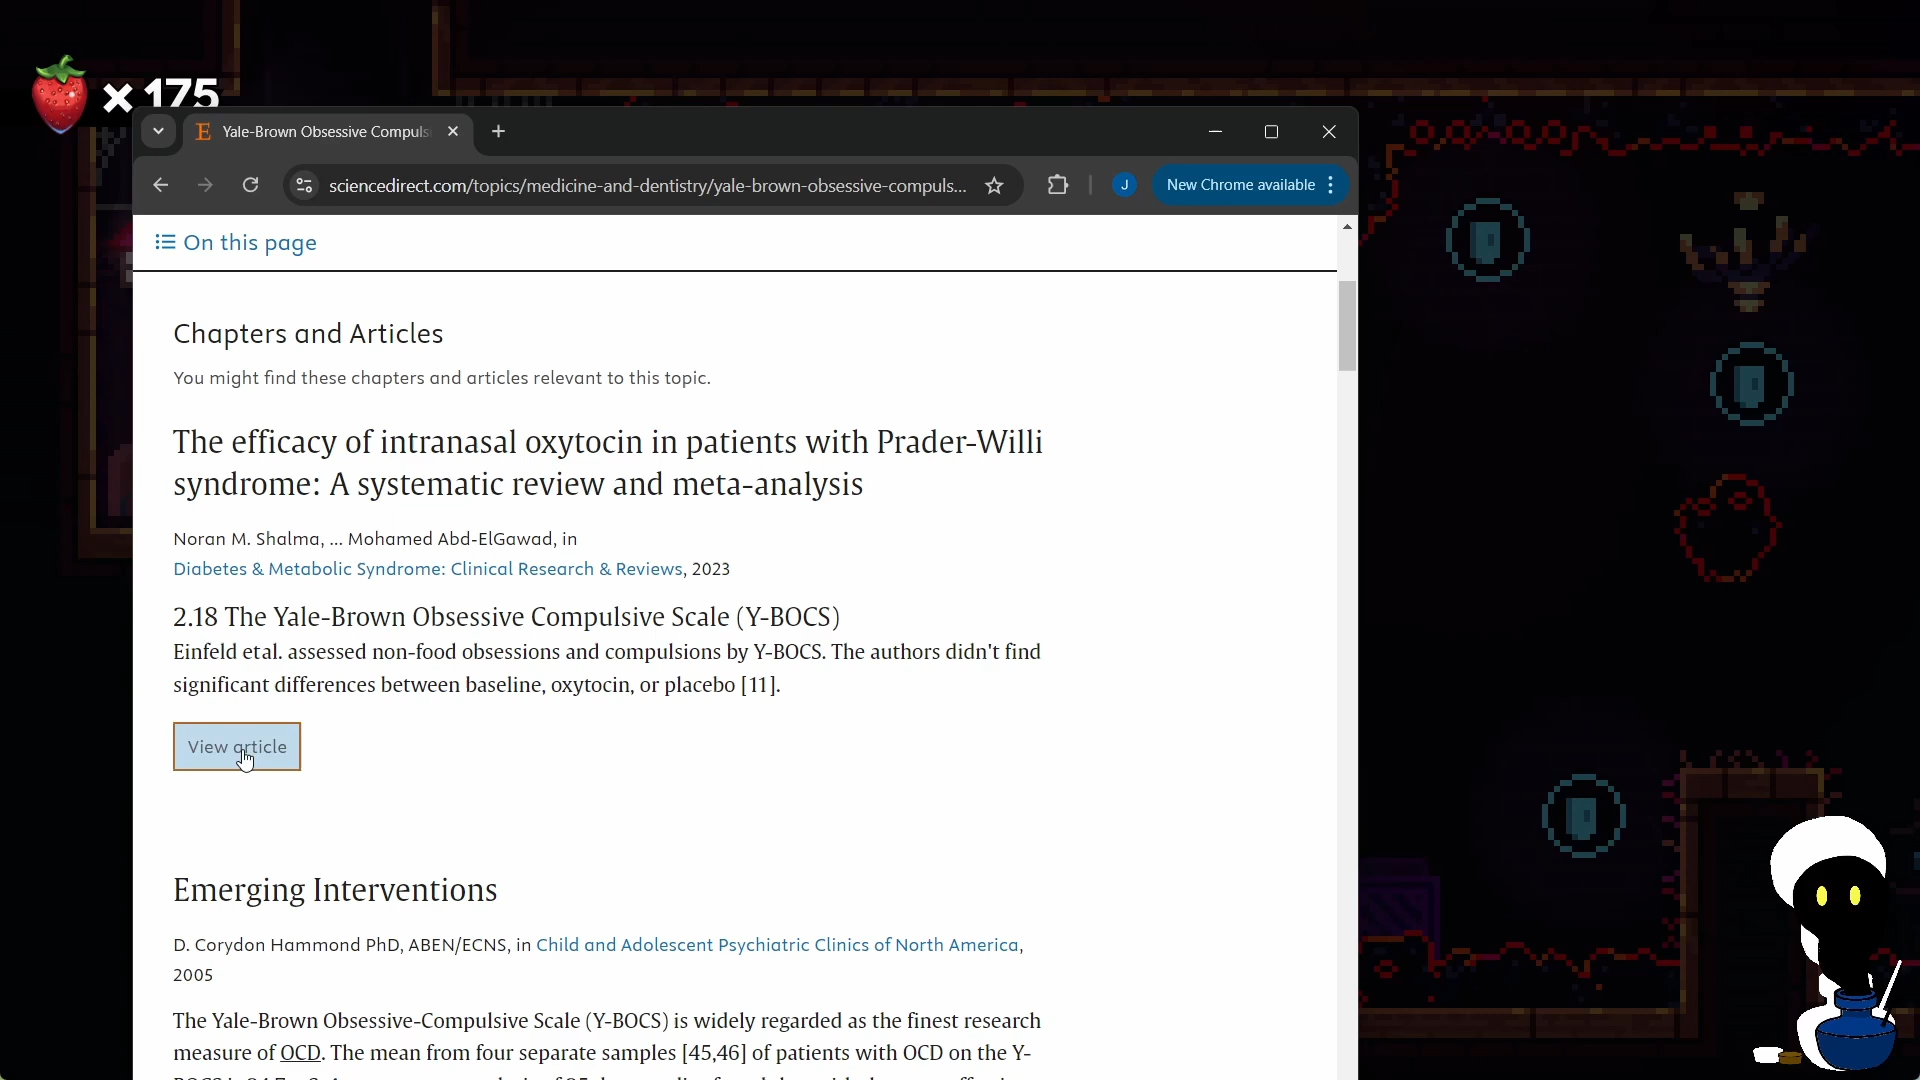 × 175
Yale-Brown Obsessive Compuls
sciencedirect.com/topics/medicine-and-dentistry/yale-brown-obsessive-compuls...
J
New Chrome available
On this page
Chapters and Articles
You might find these chapters and articles relevant to this topic.
The efficacy of intranasal oxytocin in patients with Prader-Willi
syndrome: A systematic review and meta-analysis
Noran M. Shalma, ... Mohamed Abd-ElGawad, in
Diabetes & Metabolic Syndrome: Clinical Research & Reviews, 2023
2.18 The Yale-Brown Obsessive Compulsive Scale (Y-BOCS)
Einfeld etal. assessed non-food obsessions and compulsions by Y-BOCS. The authors didn't find
significant differences between baseline, oxytocin, or placebo [11].
View article
Emerging Interventions
D. Corydon Hammond PhD, ABEN/ECNS, in Child and Adolescent Psychiatric Clinics of North America,
2005
The Yale-Brown Obsessive-Compulsive Scale (Y-BOCS) is widely regarded as the finest research
measure of OCD. The mean from four separate samples [45,46] of patients with OCD on the Y-